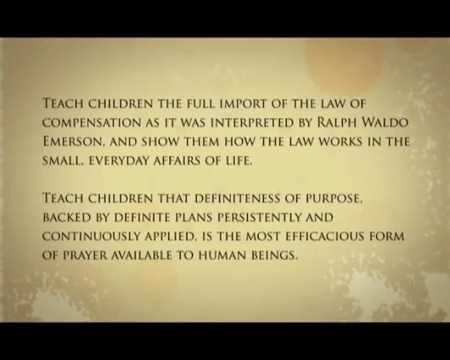 Teach children the full import of the law of
compensation as it was interpreted by Ralph Waldo
Emerson, and show them how the law works in the
small, everyday affairs of life.
Teach children that definiteness of purpose,
backed by definite plans persistently and
continuously applied, is the most efficacious form
of prayer available to human beings.